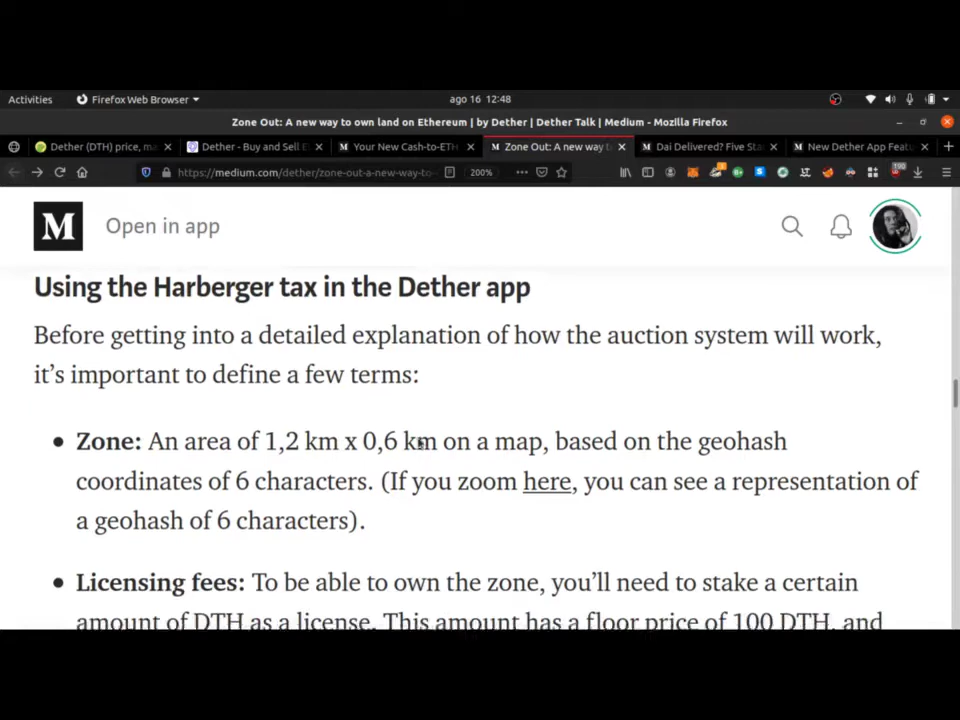 Activities Firefox Web Browser ago 16 12:48
Zone Out: A new way to own land on Ethereum | by Dether | Dether Talk | Medium - Mozilla Firefox
Dether (DTH) price, ma Dether - Buy and Sell E Your New Cash-to-ETH Zone Out: A new way t Dai Delivered? Five Sta New Dether App Featu
https://medium.com/dether/zone-out-a-new-way-to- 200%
M Open in app
Using the Harberger tax in the Dether app
Before getting into a detailed explanation of how the auction system will work,
it’s important to define a few terms:
• Zone: An area of 1,2 km x 0,6 km on a map, based on the geohash
coordinates of 6 characters. (If you zoom here, you can see a representation of
a geohash of 6 characters).
• Licensing fees: To be able to own the zone, you’ll need to stake a certain
amount of DTH as a license. This amount has a floor price of 100 DTH, and